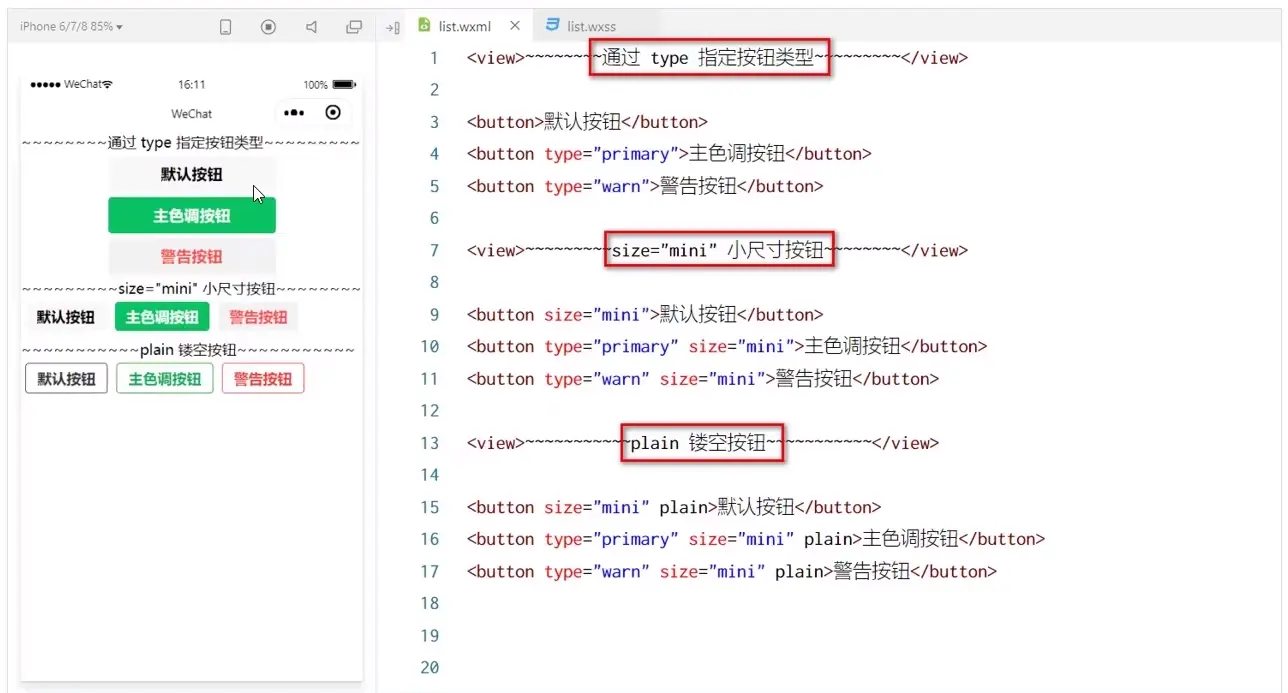 iPhone 6/7/8 85%
WeChat 16:11 100%
WeChat
~~~~~~~~通过 type 指定按钮类型~~~~~~~~~
默认按钮
主色调按钮
警告按钮
~~~~~~~~~size="mini" 小尺寸按钮~~~~~~~~
默认按钮 主色调按钮 警告按钮
~~~~~~~~~~~plain 镂空按钮~~~~~~~~~~~
默认按钮 主色调按钮 警告按钮
list.wxml list.wxss
1 <view>~~~~~~~~通过 type 指定按钮类型~~~~~~~~~</view>
2
3 <button>默认按钮</button>
4 <button type="primary">主色调按钮</button>
5 <button type="warn">警告按钮</button>
6
7 <view>~~~~~~~~~size="mini" 小尺寸按钮~~~~~~~~</view>
8
9 <button size="mini">默认按钮</button>
10 <button type="primary" size="mini">主色调按钮</button>
11 <button type="warn" size="mini">警告按钮</button>
12
13 <view>~~~~~~~~~~~plain 镂空按钮~~~~~~~~~~~</view>
14
15 <button size="mini" plain>默认按钮</button>
16 <button type="primary" size="mini" plain>主色调按钮</button>
17 <button type="warn" size="mini" plain>警告按钮</button>
18
19
20